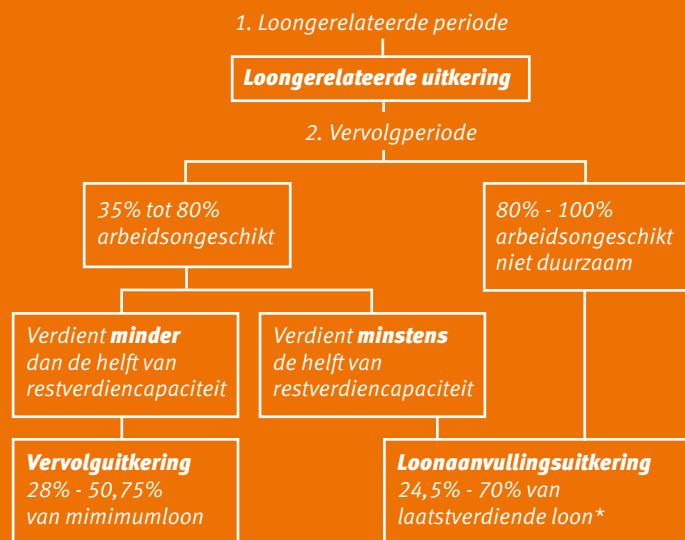 1. Loongerelateerde periode
Loongerelateerde uitkering
2. Vervolgperiode
35% tot 80%
arbeidsongeschikt
80% - 100%
arbeidsongeschikt
niet duurzaam
Verdient minder
dan de helft van
restverdiencapaciteit
Verdient minstens
de helft van
restverdiencapaciteit
Vervolguitkering
28% - 50,75%
van mimimumloon
Loonaanvullingsuitkering
24,5% - 70% van
laatstverdiende loon*